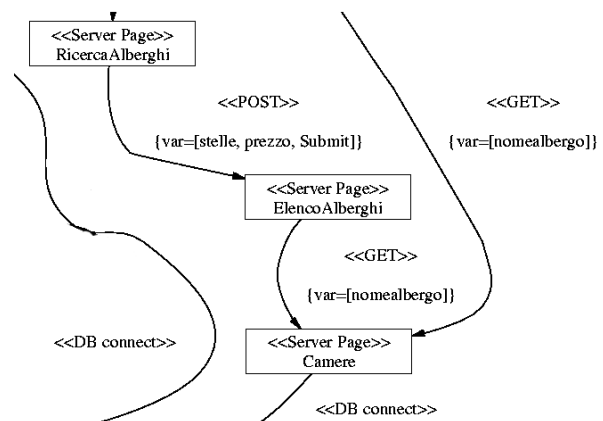 <<Server Page>>
RicercaAlberghi
<<POST>>
{var=[stelle, prezzo, Submit]}
<<GET>>
{var=[nomealbergo]}
<<Server Page>>
ElencoAlberghi
<<GET>>
{var=[nomealbergo]}
<<DB connect>>
<<Server Page>>
Camere
<<DB connect>>